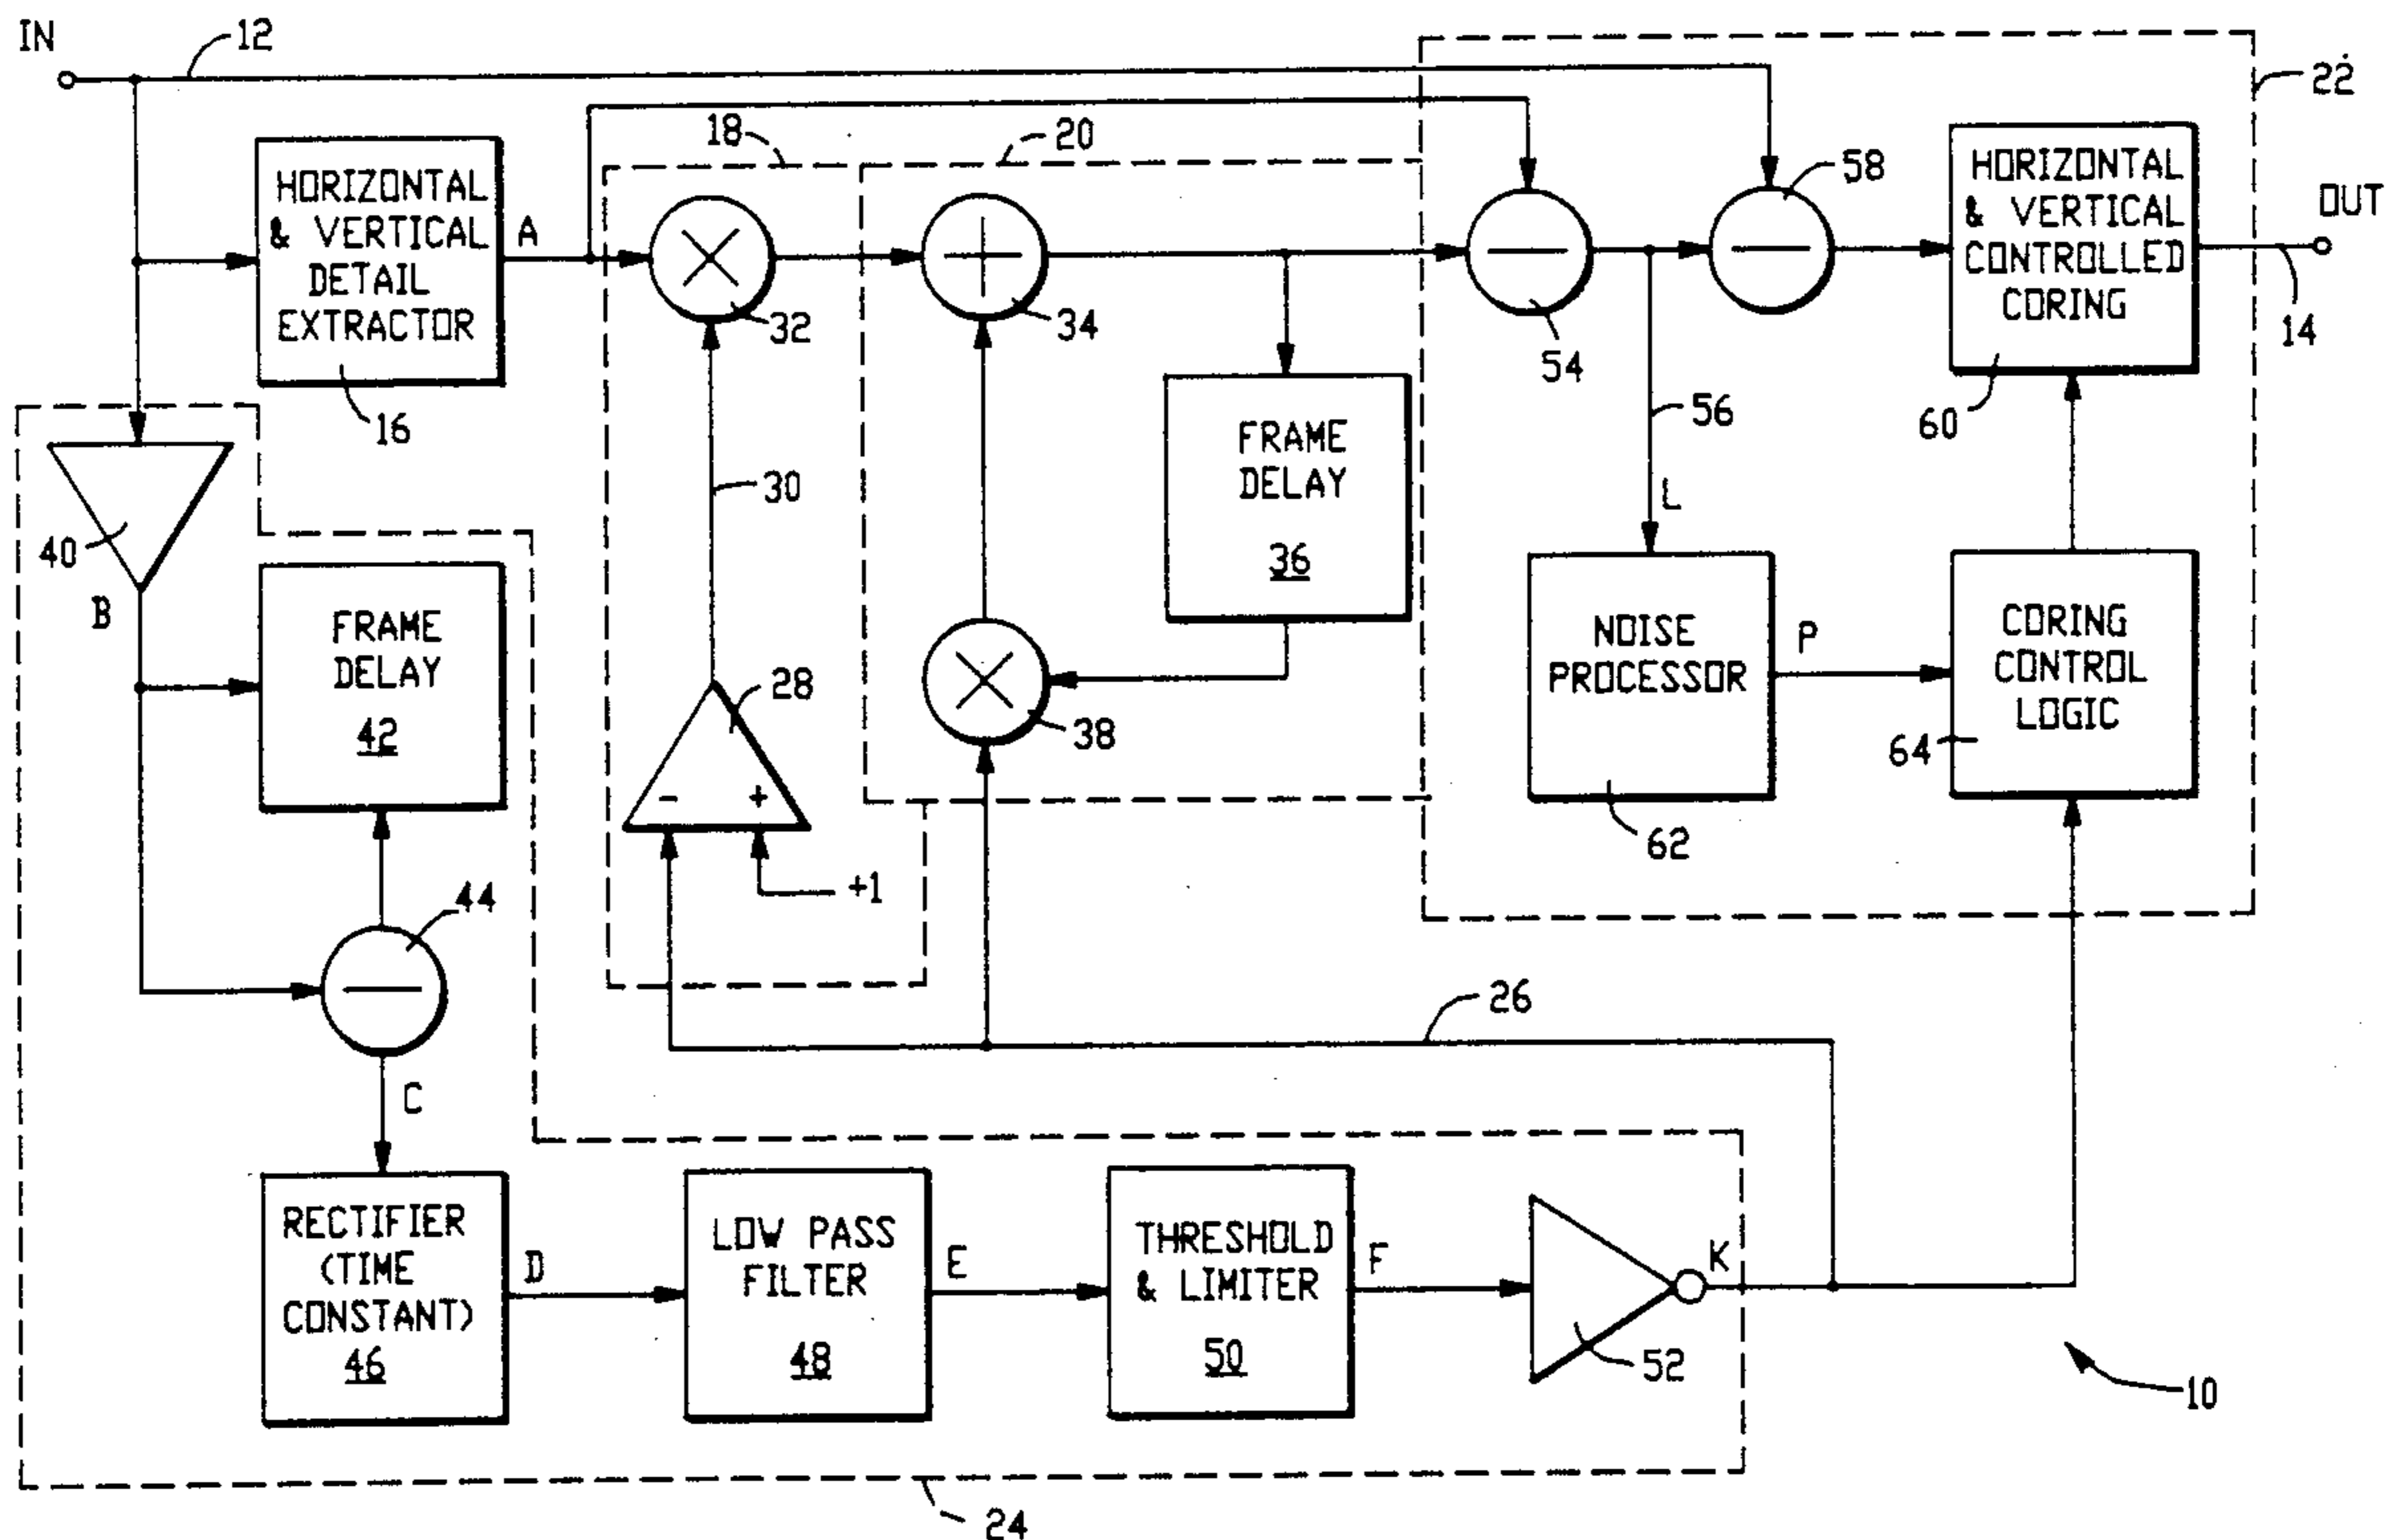 IN
12
22
18
20
HORIZONTAL
& VERTICAL
DETAIL
EXTRACTOR
16
A
32
34
54
58
HORIZONTAL
& VERTICAL
CONTROLLED
CORING
60
OUT
14
30
FRAME
DELAY
36
56
L
40
B
FRAME
DELAY
42
28
-
+
+1
38
NOISE
PROCESSOR
62
P
CORING
CONTROL
LOGIC
64
44
26
C
RECTIFIER
(TIME
CONSTANT)
46
D
LOW PASS
FILTER
48
E
THRESHOLD
& LIMITER
50
F
52
K
10
24